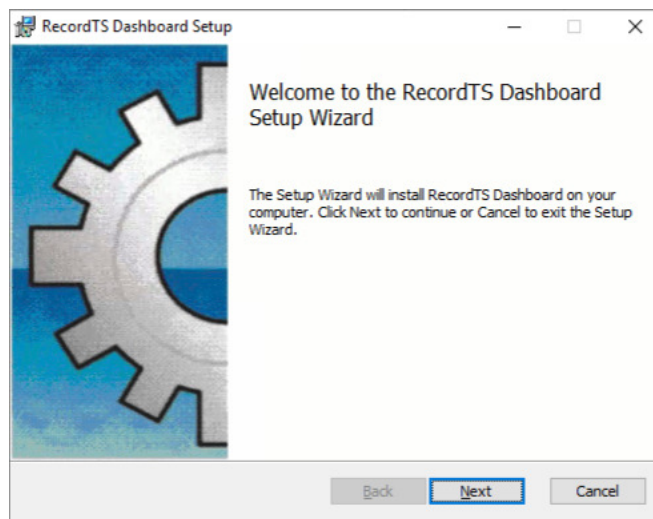 RecordTS Dashboard Setup
Welcome to the RecordTS Dashboard
Setup Wizard
The Setup Wizard will install RecordTS Dashboard on your
computer. Click Next to continue or Cancel to exit the Setup
Wizard.
Back Next Cancel